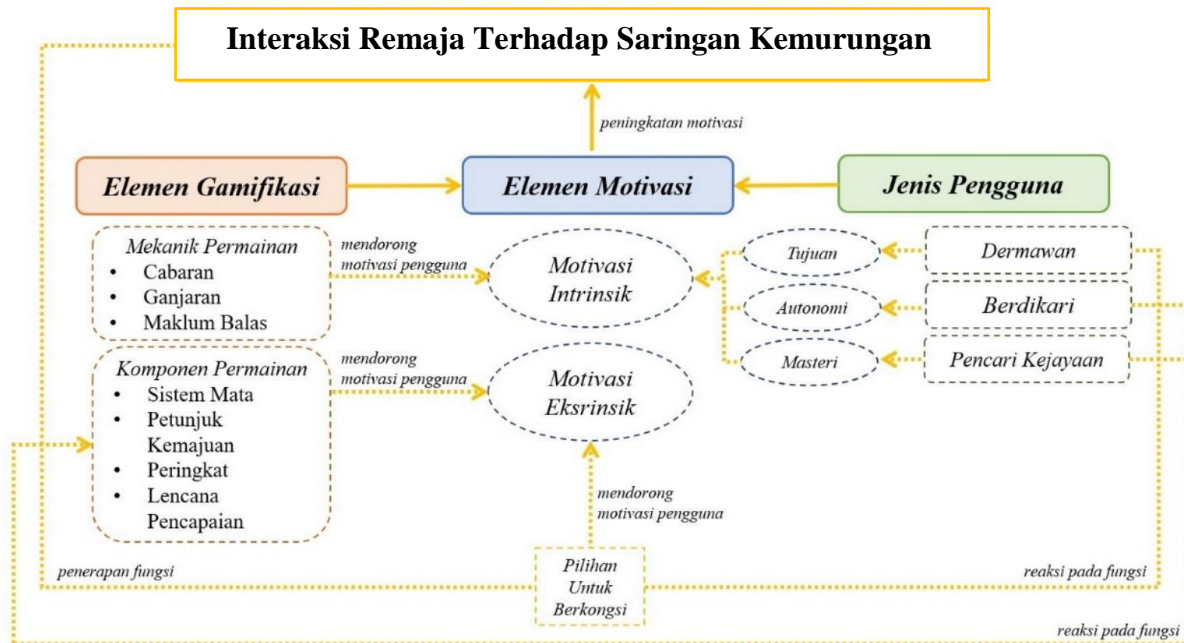 Interaksi Remaja Terhadap Saringan Kemurungan
peningkatan motivasi
Elemen Gamifikasi
Elemen Motivasi
Jenis Pengguna
Mekanik Permainan
• Cabaran
• Ganjaran
• Maklum Balas
mendorong
motivasi pengguna
Motivasi
Intrinsik
Tujuan
Autonomi
Masteri
Dermawan
Berdikari
Pencari Kejayaan
Komponen Permainan
• Sistem Mata
• Petunjuk
Kemajuan
• Peringkat
• Lencana
Pencapaian
mendorong
motivasi pengguna
Motivasi
Eksrinsik
mendorong
motivasi pengguna
penerapan fungsi
Pilihan
Untuk
Berkongsi
reaksi pada fungsi
reaksi pada fungsi